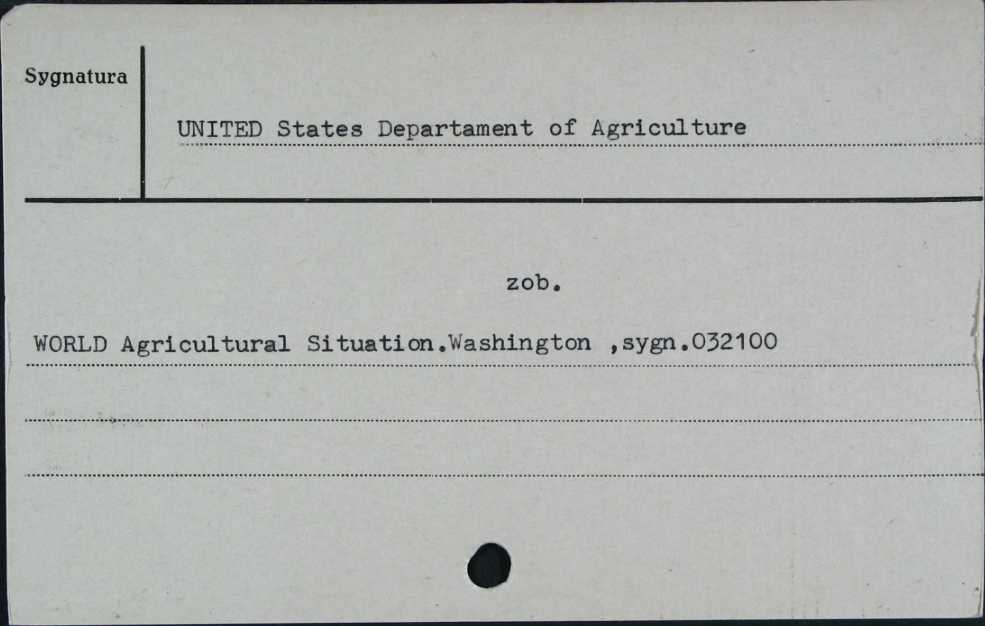 Sygnatura
UNITED States Departament of Agriculture
zob.
WORLD Agricultural Situation.Washington ,sygn.032100